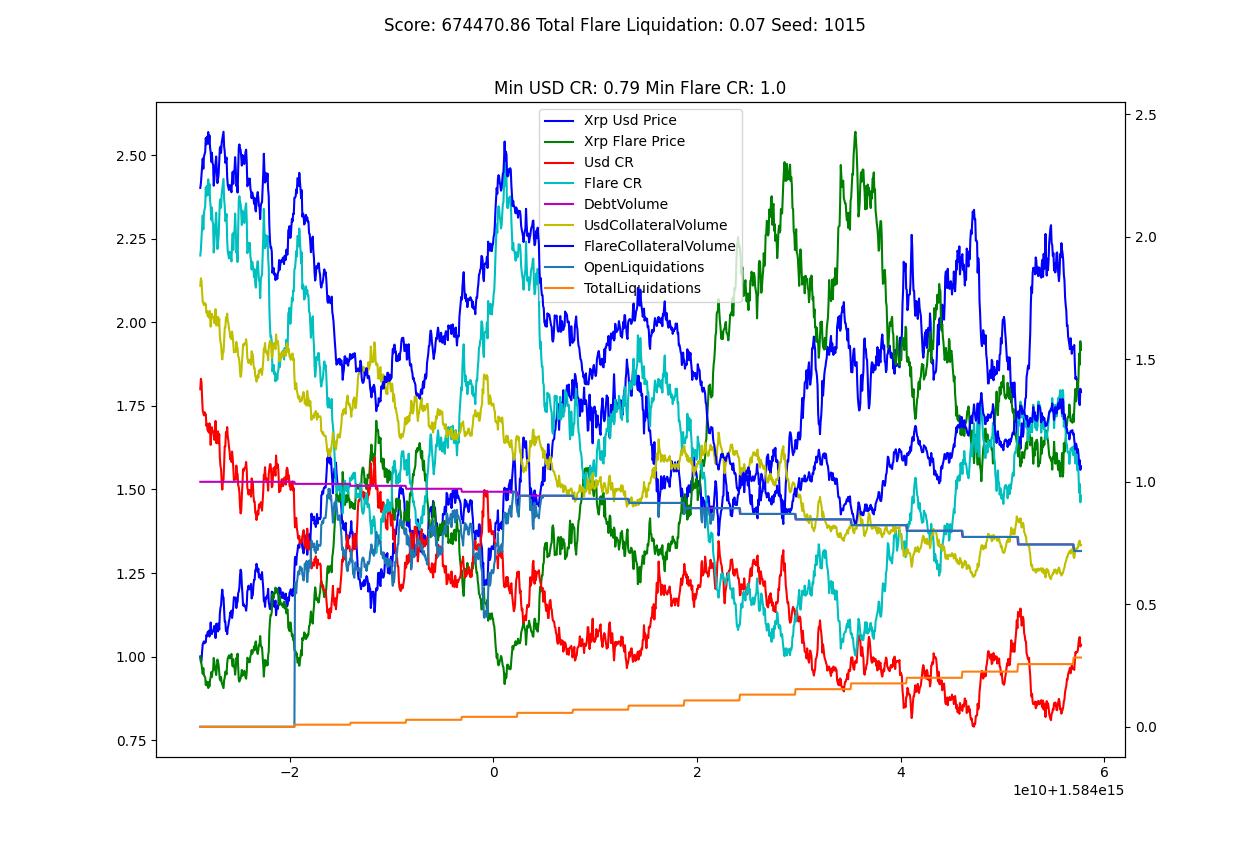 Score: 674470.86 Total Flare Liquidation: 0.07 Seed: 1015
Min USD CR: 0.79 Min Flare CR: 1.0
Xrp Usd Price
Xrp Flare Price
Usd CR
Flare CR
DebtVolume
UsdCollateralVolume
FlareCollateralVolume
OpenLiquidations
TotalLiquidations
2.50
2.25
2.00
1.75
1.50
1.25
1.00
0.75
2.5
2.0
1.5
1.0
0.5
0.0
−2 0 2 4 6
1e10+1.584e15